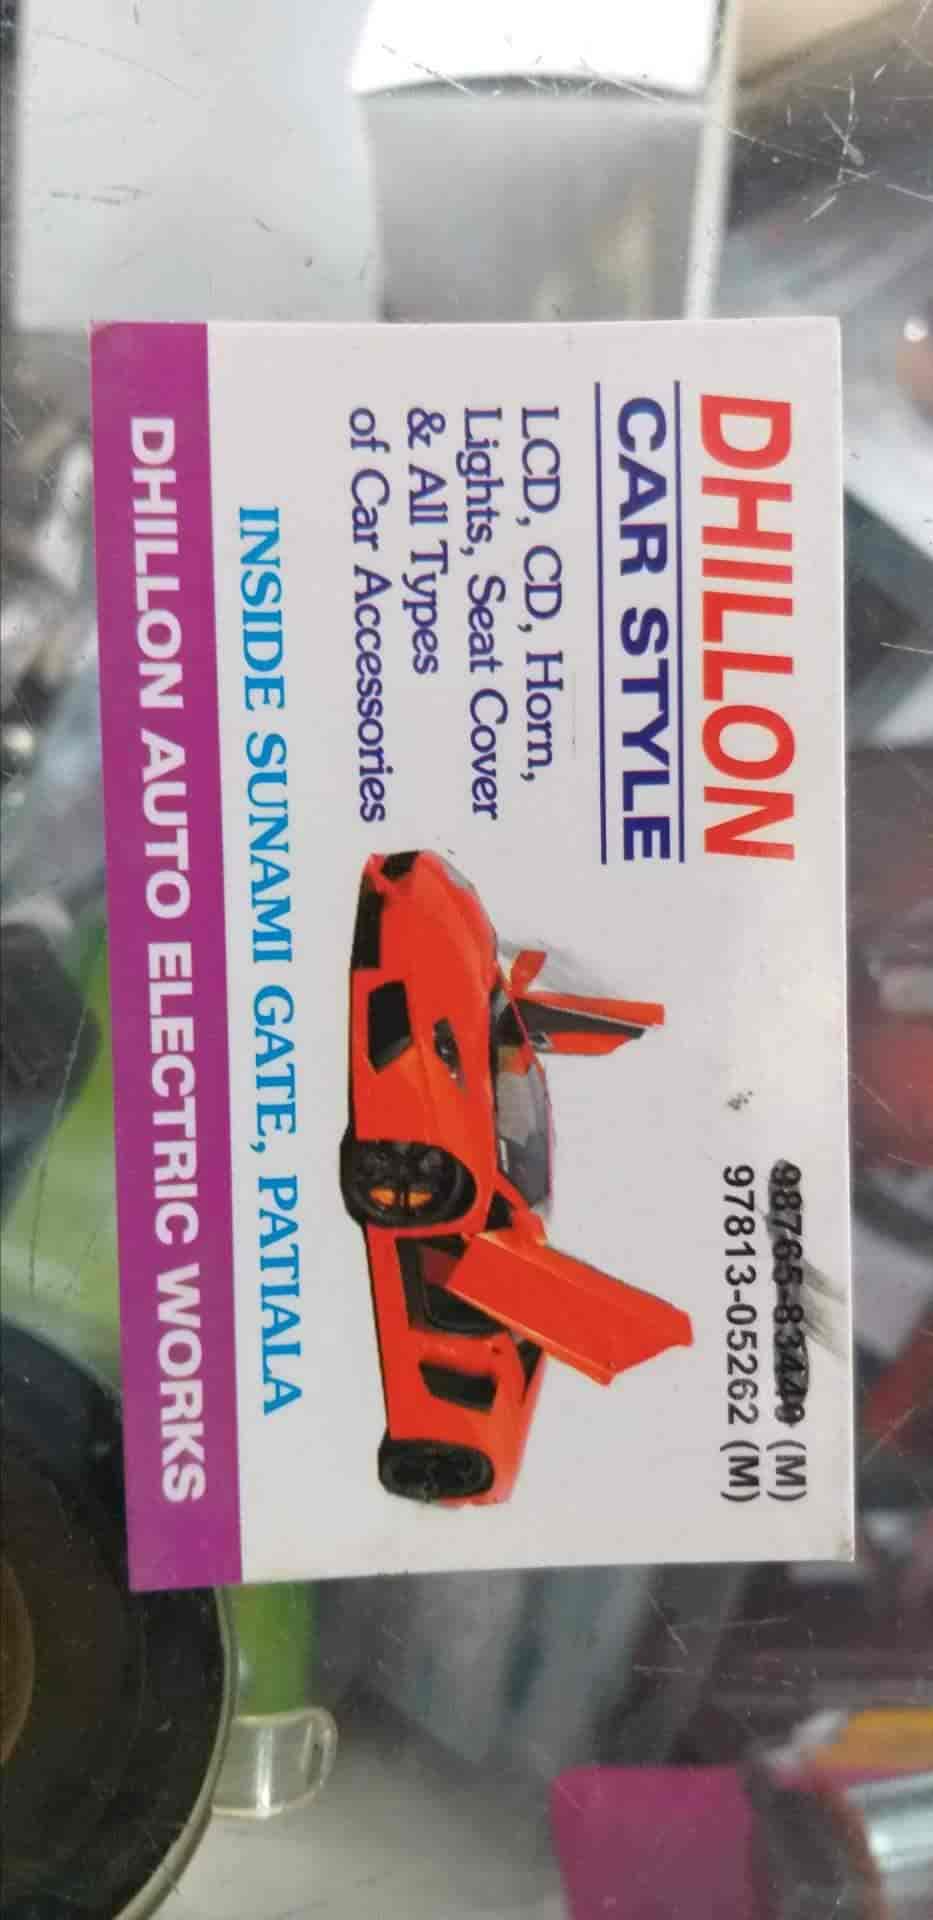 DHILLON
CAR STYLE
(M)
97813-05262 (M)
LCD, CD, Horn,
Lights, Seat Cover
& All Types
of Car Accessories
INSIDE SUNAMI GATE, PATIALA
DHILLON AUTO ELECTRIC WORKS